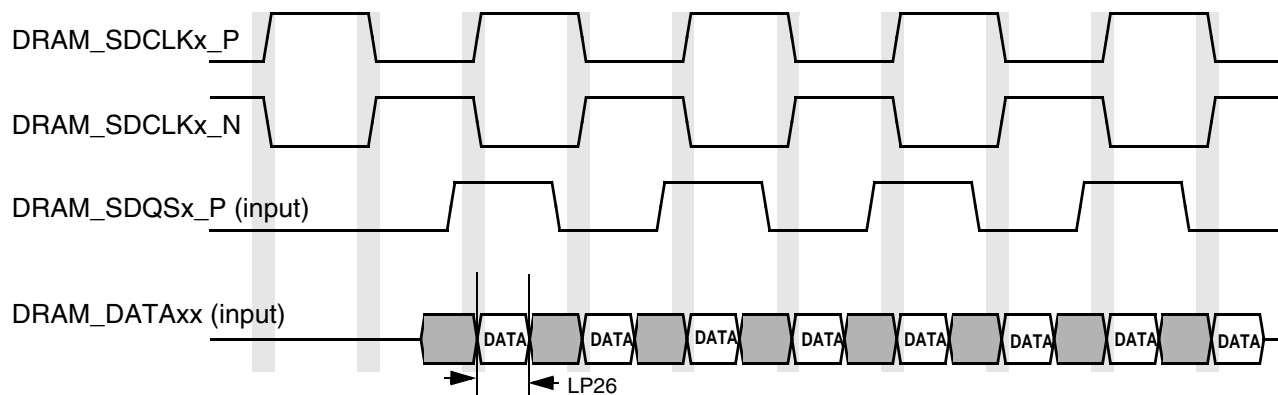 DRAM_SDCLKx_P
DRAM_SDCLKx_N
DRAM_SDQSx_P (input)
DRAM_DATAxx (input)
DATA DATA DATA DATA DATA DATA DATA DATA
LP26